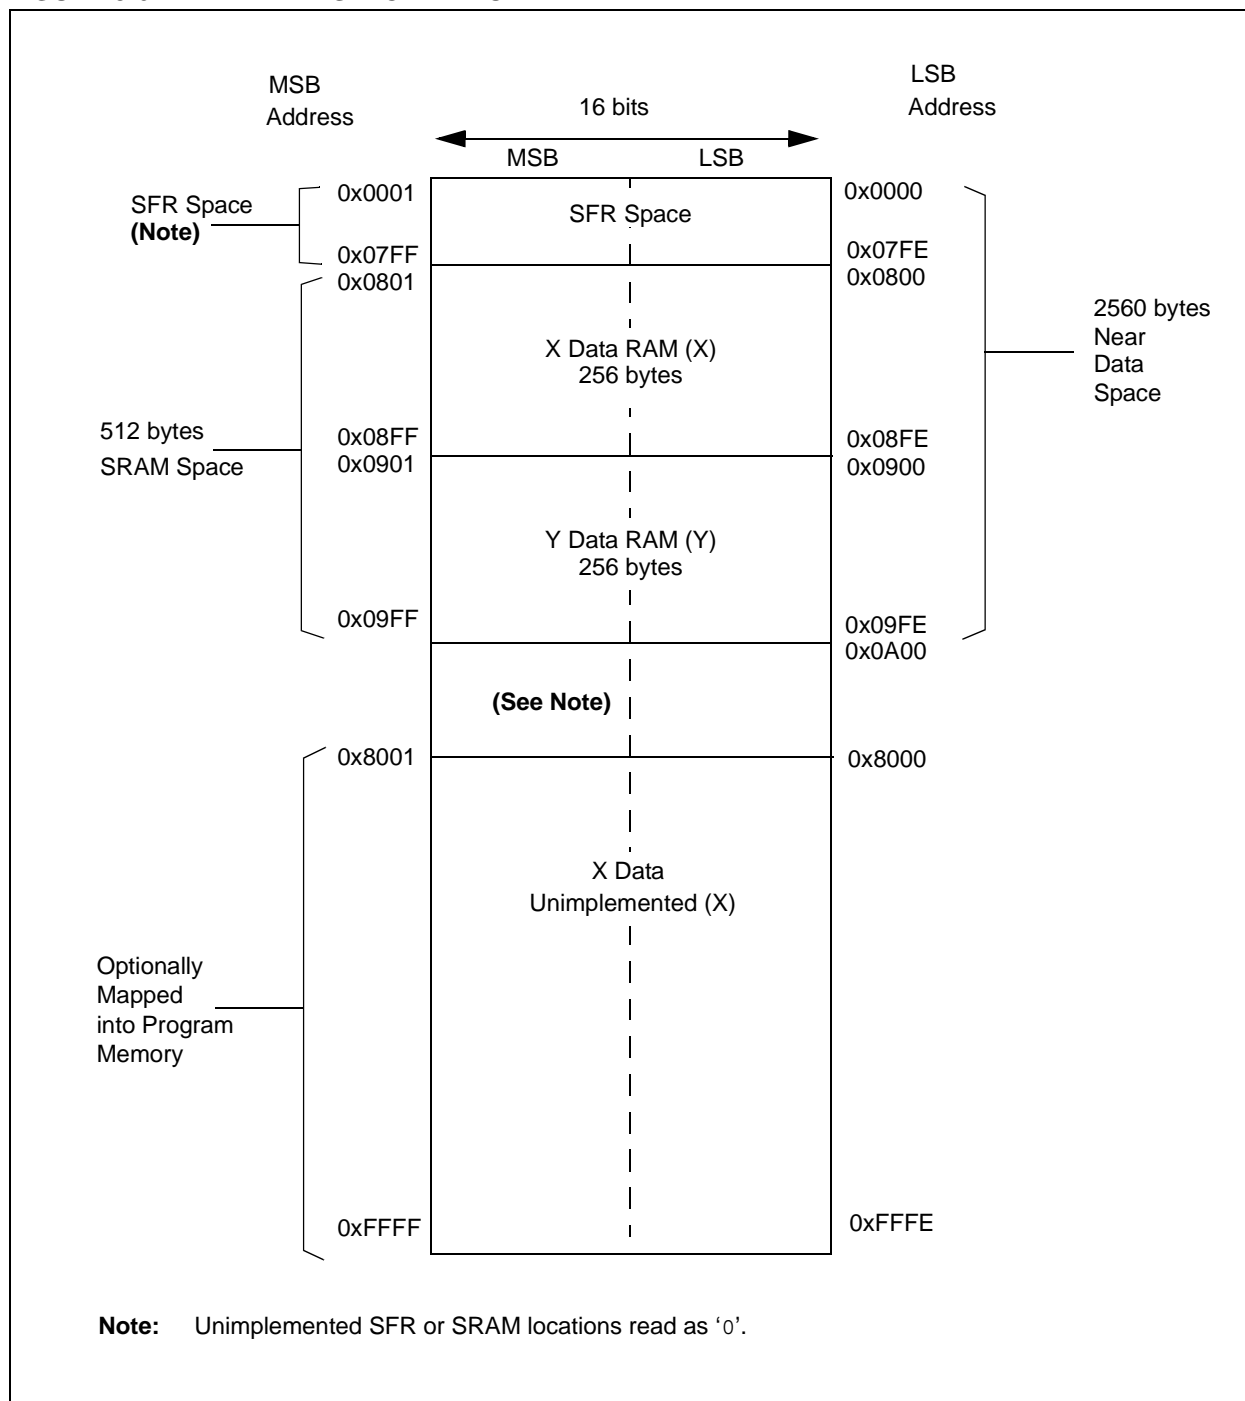 MSB
Address
LSB
Address
16 bits
MSB
LSB
SFR Space
(Note)
0x0001
SFR Space
0x0000
0x07FF
0x07FE
0x0801
0x0800
X Data RAM (X)
256 bytes
2560 bytes
Near
Data
Space
512 bytes
SRAM Space
0x08FF
0x08FE
0x0901
0x0900
Y Data RAM (Y)
256 bytes
0x09FF
0x09FE
0x0A00
(See Note)
0x8001
0x8000
X Data
Unimplemented (X)
Optionally
Mapped
into Program
Memory
0xFFFF
0xFFFE
Note: Unimplemented SFR or SRAM locations read as ‘0’.